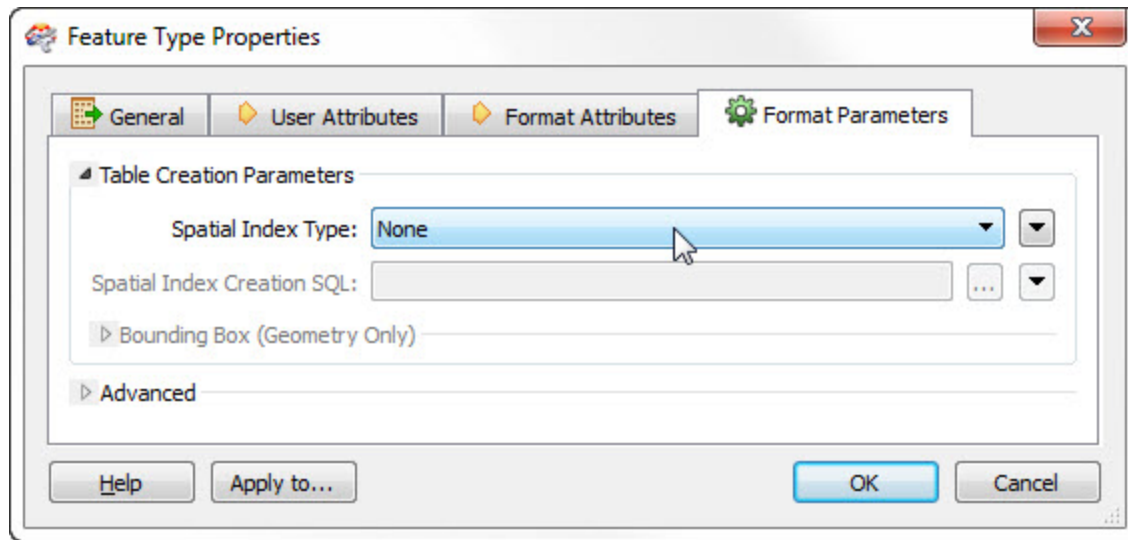 Feature Type Properties
General User Attributes Format Attributes Format Parameters
Table Creation Parameters
Spatial Index Type: None
Spatial Index Creation SQL: ...
Bounding Box (Geometry Only)
Advanced
Help Apply to... OK Cancel